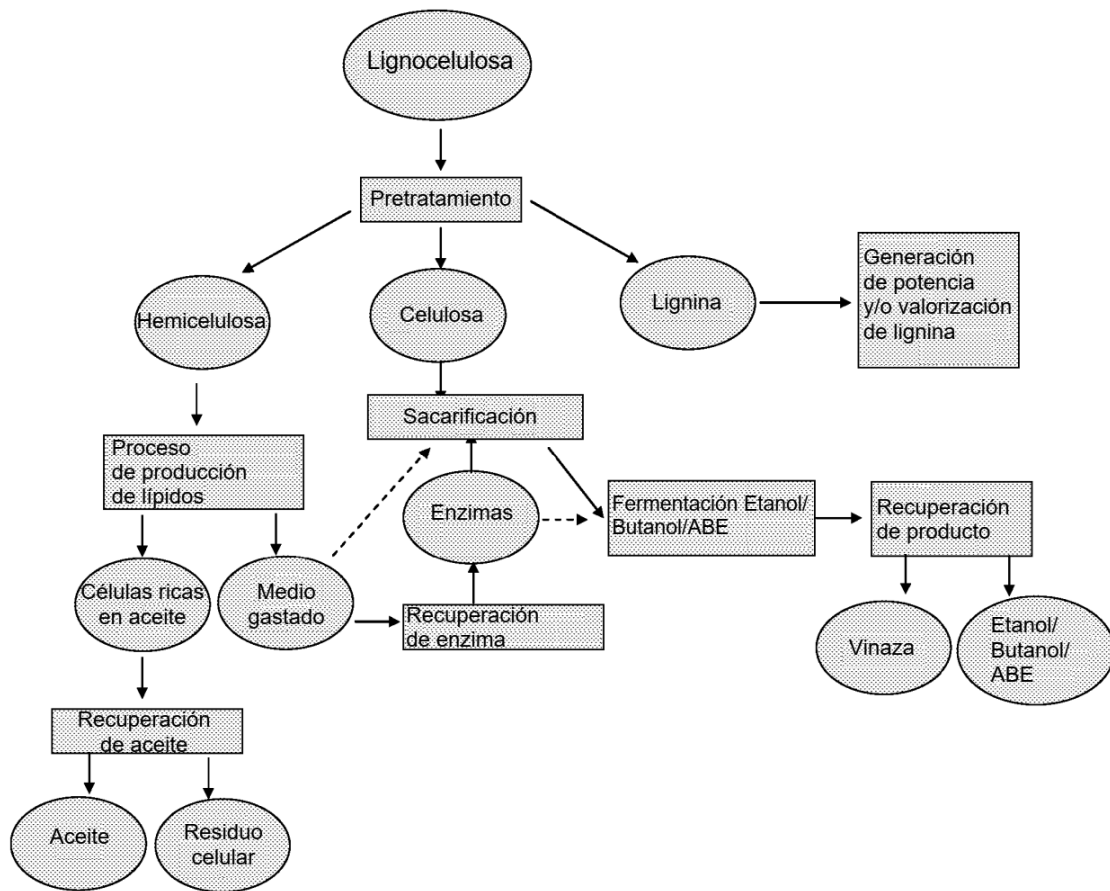 Lignocelulosa
Pretratamiento
Hemicelulosa
Celulosa
Lignina
Generación
de potencia
y/o valorización
de lignina
Sacarificación
Proceso
de producción
de lípidos
Enzimas
Fermentación Etanol/
Butanol/ABE
Recuperación
de producto
Células ricas
en aceite
Medio
gastado
Recuperación
de enzima
Vinaza
Etanol/
Butanol/
ABE
Recuperación
de aceite
Aceite
Residuo
celular